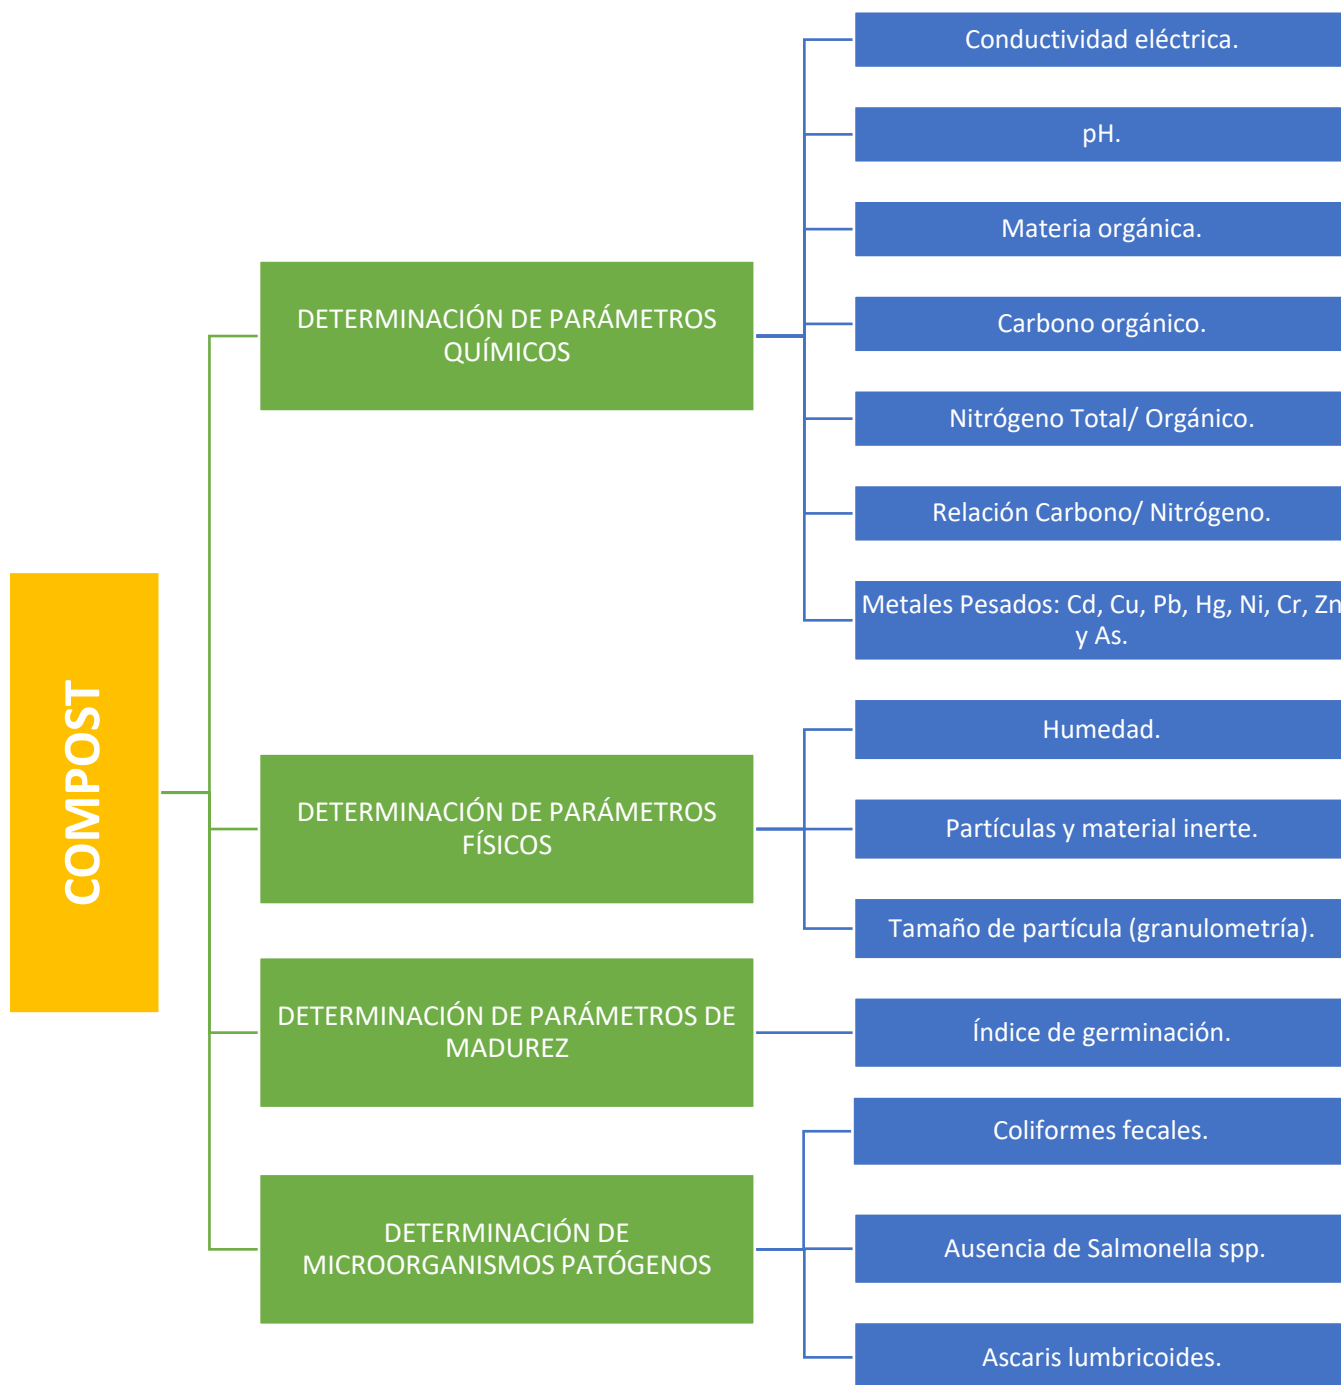 COMPOST
DETERMINACIÓN DE PARÁMETROS
QUÍMICOS
Conductividad eléctrica.
pH.
Materia orgánica.
Carbono orgánico.
Nitrógeno Total/ Orgánico.
Relación Carbono/ Nitrógeno.
Metales Pesados: Cd, Cu, Pb, Hg, Ni, Cr, Zn
y As.
DETERMINACIÓN DE PARÁMETROS
FÍSICOS
Humedad.
Partículas y material inerte.
Tamaño de partícula (granulometría).
DETERMINACIÓN DE PARÁMETROS DE
MADUREZ
Índice de germinación.
DETERMINACIÓN DE
MICROORGANISMOS PATÓGENOS
Coliformes fecales.
Ausencia de Salmonella spp.
Ascaris lumbricoides.